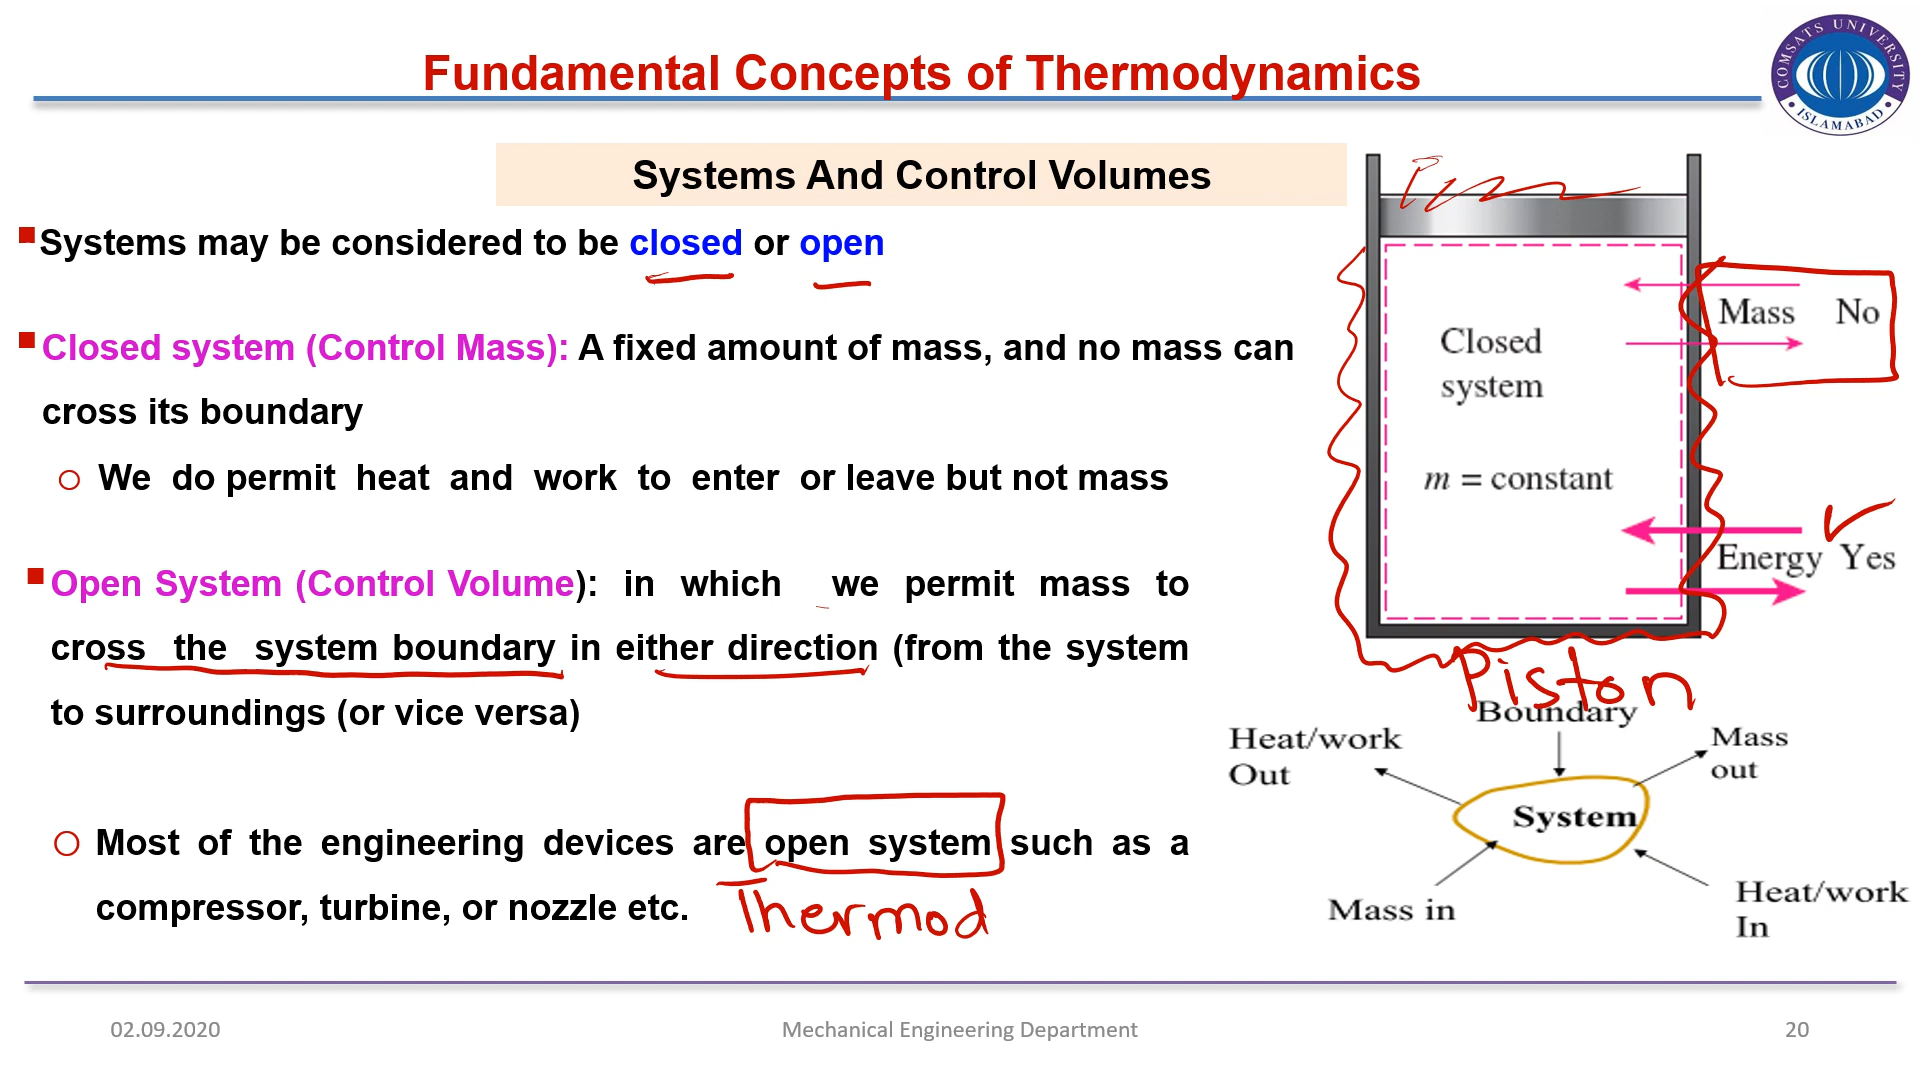 Fundamental Concepts of Thermodynamics
COMSATS UNIVERSITY
ISLAMABAD
Systems And Control Volumes
Systems may be considered to be closed or open
Closed system (Control Mass): A fixed amount of mass, and no mass can
cross its boundary
We do permit heat and work to enter or leave but not mass
Open System (Control Volume): in which we permit mass to
cross the system boundary in either direction (from the system
to surroundings (or vice versa)
Most of the engineering devices are open system such as a
compressor, turbine, or nozzle etc.
Thermod
Mass No
Closed
system
m = constant
Energy Yes
Piston
Boundary
Heat/work
Out
Mass
out
System
Mass in
Heat/work
In
02.09.2020
Mechanical Engineering Department
20